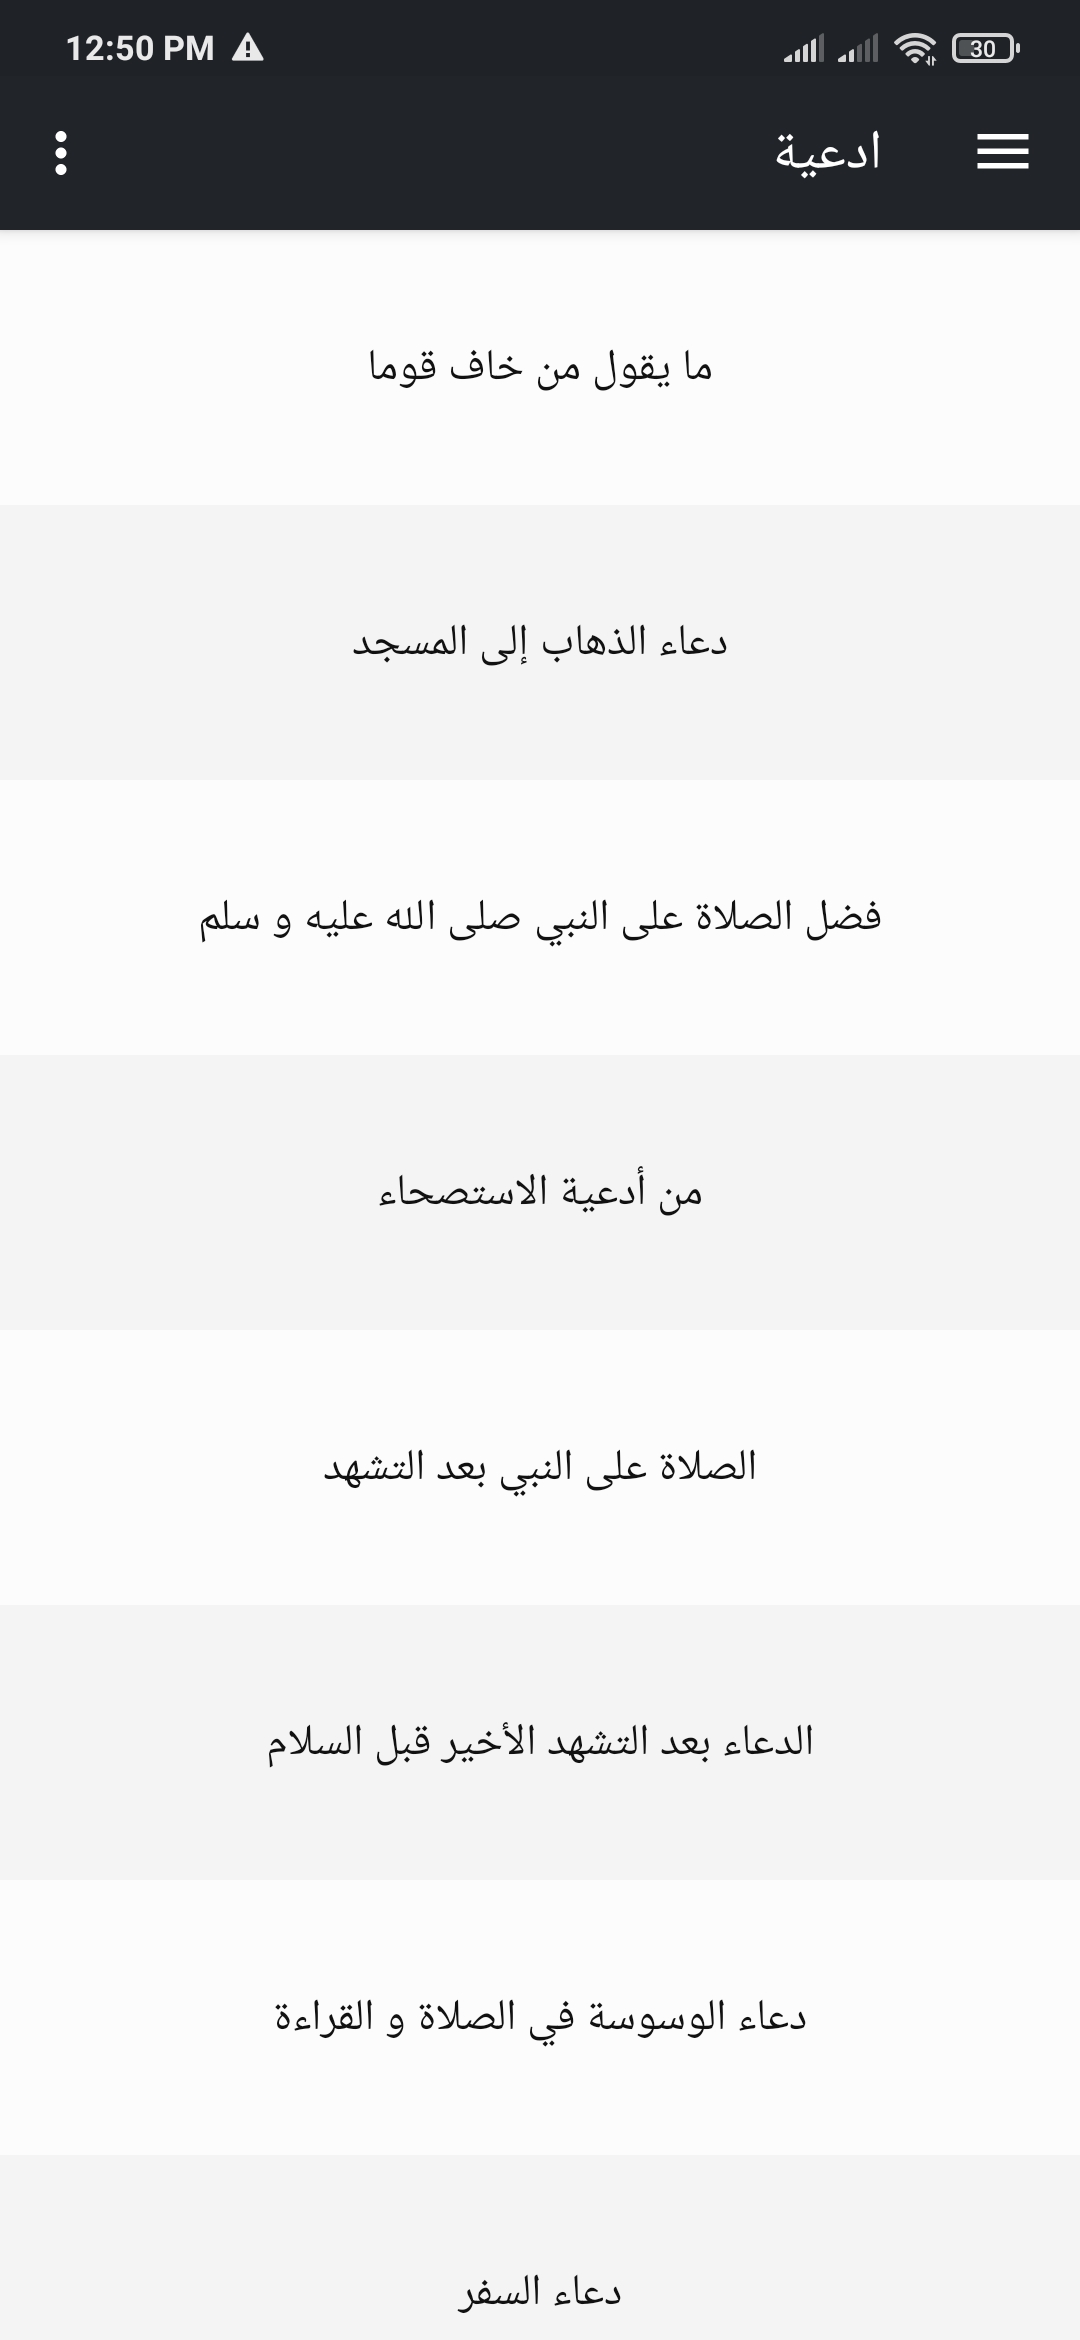 12:50 PM
30
ادعية
ما يقول من خاف قوما
دعاء الذهاب إلى المسجد
فضل الصلاة على النبي صلى الله عليه و سلم
من أدعية الاستصحاء
الصلاة على النبي بعد التشهد
الدعاء بعد التشهد الأخير قبل السلام
دعاء الوسوسة في الصلاة و القراءة
دعاء السفر